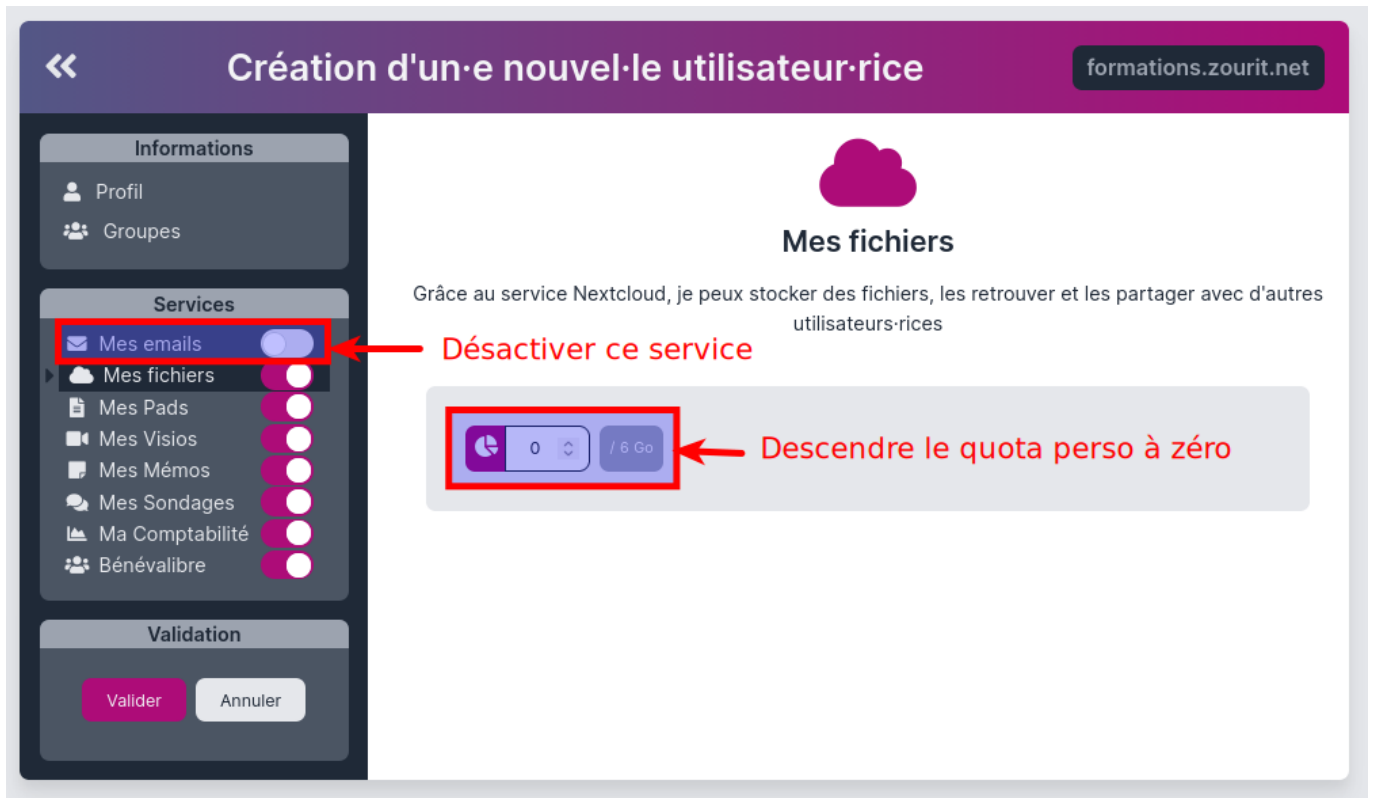 Création d'un·e nouvel·le utilisateur·rice
formations.zourit.net
Informations
Profil
Groupes
Services
Mes emails
Mes fichiers
Mes Pads
Mes Visios
Mes Mémos
Mes Sondages
Ma Comptabilité
Bénévalibre
Validation
Valider
Annuler
Mes fichiers
Grâce au service Nextcloud, je peux stocker des fichiers, les retrouver et les partager avec d'autres
utilisateurs·rices
Désactiver ce service
0
/ 6 Go
Descendre le quota perso à zéro